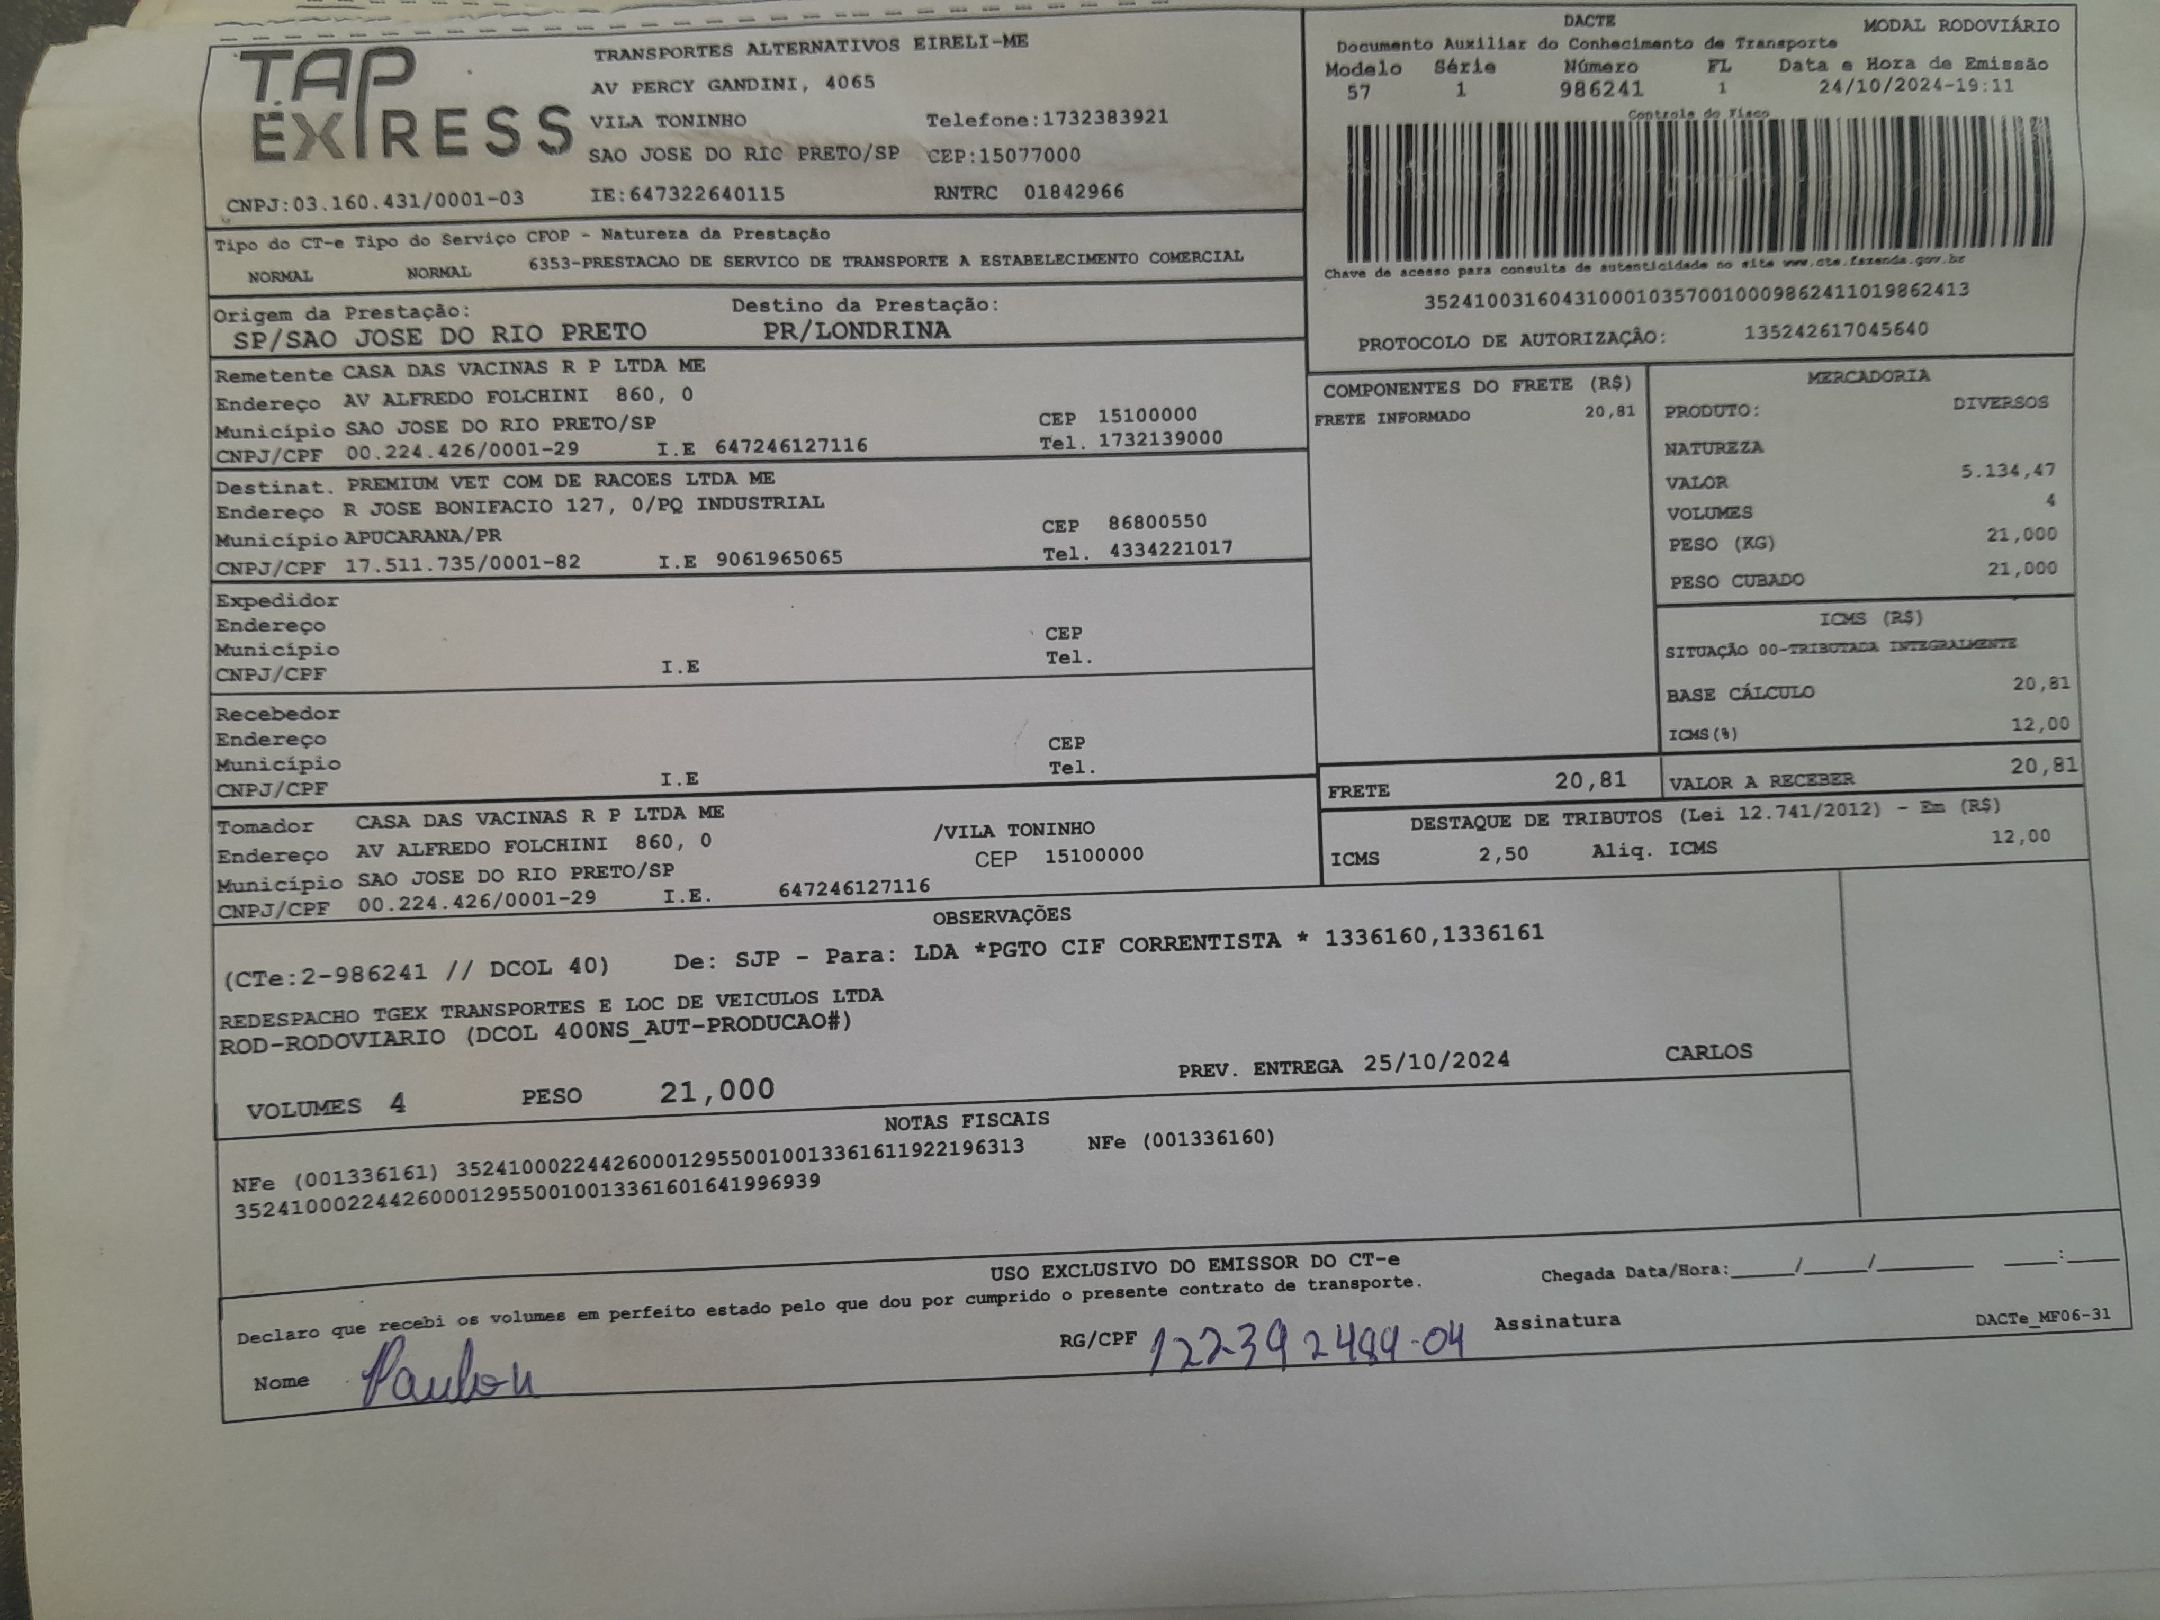 TAP EXPRESS
TRANSPORTES ALTERNATIVOS EIRELI-ME
AV PERCY GANDINI, 4065
VILA TONINHO Telefone:1732383921
SAO JOSE DO RIO PRETO/SP CEP:15077000
CNPJ:03.160.431/0001-03 IE:647322640115 RNTRC 01842966
DACTE MODAL RODOVIÁRIO
Documento Auxiliar do Conhecimento de Transporte
Modelo Série Número FL Data e Hora de Emissão
57 1 986241 1 24/10/2024-19:11
Controle do Fisco
Chave de acesso para consulta de autenticidade no site www.cte.fazenda.gov.br
35241003160431000103570010009862411019862413
PROTOCOLO DE AUTORIZAÇÃO: 135242617045640
Tipo do CT-e Tipo do Serviço CFOP - Natureza da Prestação
NORMAL NORMAL 6353-PRESTACAO DE SERVICO DE TRANSPORTE A ESTABELECIMENTO COMERCIAL
Origem da Prestação: Destino da Prestação:
SP/SAO JOSE DO RIO PRETO PR/LONDRINA
Remetente CASA DAS VACINAS R P LTDA ME
Endereço AV ALFREDO FOLCHINI 860, 0
Município SAO JOSE DO RIO PRETO/SP CEP 15100000
CNPJ/CPF 00.224.426/0001-29 I.E 647246127116 Tel. 1732139000
Destinat. PREMIUM VET COM DE RACOES LTDA ME
Endereço R JOSE BONIFACIO 127, 0/PQ INDUSTRIAL
Município APUCARANA/PR CEP 86800550
CNPJ/CPF 17.511.735/0001-82 I.E 9061965065 Tel. 4334221017
Expedidor
Endereço
Município CEP
CNPJ/CPF I.E Tel.
Recebedor
Endereço
Município CEP
CNPJ/CPF I.E Tel.
Tomador CASA DAS VACINAS R P LTDA ME
Endereço AV ALFREDO FOLCHINI 860, 0 /VILA TONINHO
Município SAO JOSE DO RIO PRETO/SP CEP 15100000
CNPJ/CPF 00.224.426/0001-29 I.E. 647246127116
COMPONENTES DO FRETE (R$)
FRETE INFORMADO 20,81
MERCADORIA
PRODUTO: DIVERSOS
NATUREZA
VALOR 5.134,47
VOLUMES 4
PESO (KG) 21,000
PESO CUBADO 21,000
ICMS (R$)
SITUAÇÃO 00-TRIBUTADA INTEGRALMENTE
BASE CÁLCULO 20,81
ICMS(%) 12,00
FRETE 20,81 VALOR A RECEBER 20,81
DESTAQUE DE TRIBUTOS (Lei 12.741/2012) - Em (R$)
ICMS 2,50 Aliq. ICMS 12,00
OBSERVAÇÕES
(CTe:2-986241 // DCOL 40) De: SJP - Para: LDA *PGTO CIF CORRENTISTA * 1336160,1336161
REDESPACHO TGEX TRANSPORTES E LOC DE VEICULOS LTDA
ROD-RODOVIARIO (DCOL 400NS_AUT-PRODUCAO#)
VOLUMES 4 PESO 21,000 PREV. ENTREGA 25/10/2024 CARLOS
NOTAS FISCAIS
NFe (001336161) 35241000224426000129550010013361611922196313 NFe (001336160)
35241000224426000129550010013361601641996939
USO EXCLUSIVO DO EMISSOR DO CT-e
Declaro que recebi os volumes em perfeito estado pelo que dou por cumprido o presente contrato de transporte. Chegada Data/Hora:_____/_____/________ ____:____
Nome RG/CPF 122392484-04 Assinatura DACTe_MF06-31